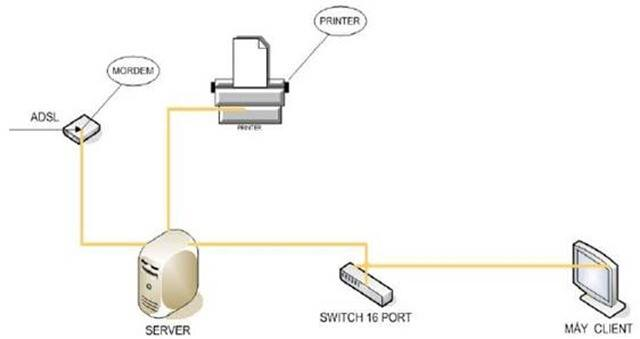 PRINTER
MORDEM
ADSL
PRINTER
SERVER
SWITCH 16 PORT
MÁY CLIENT